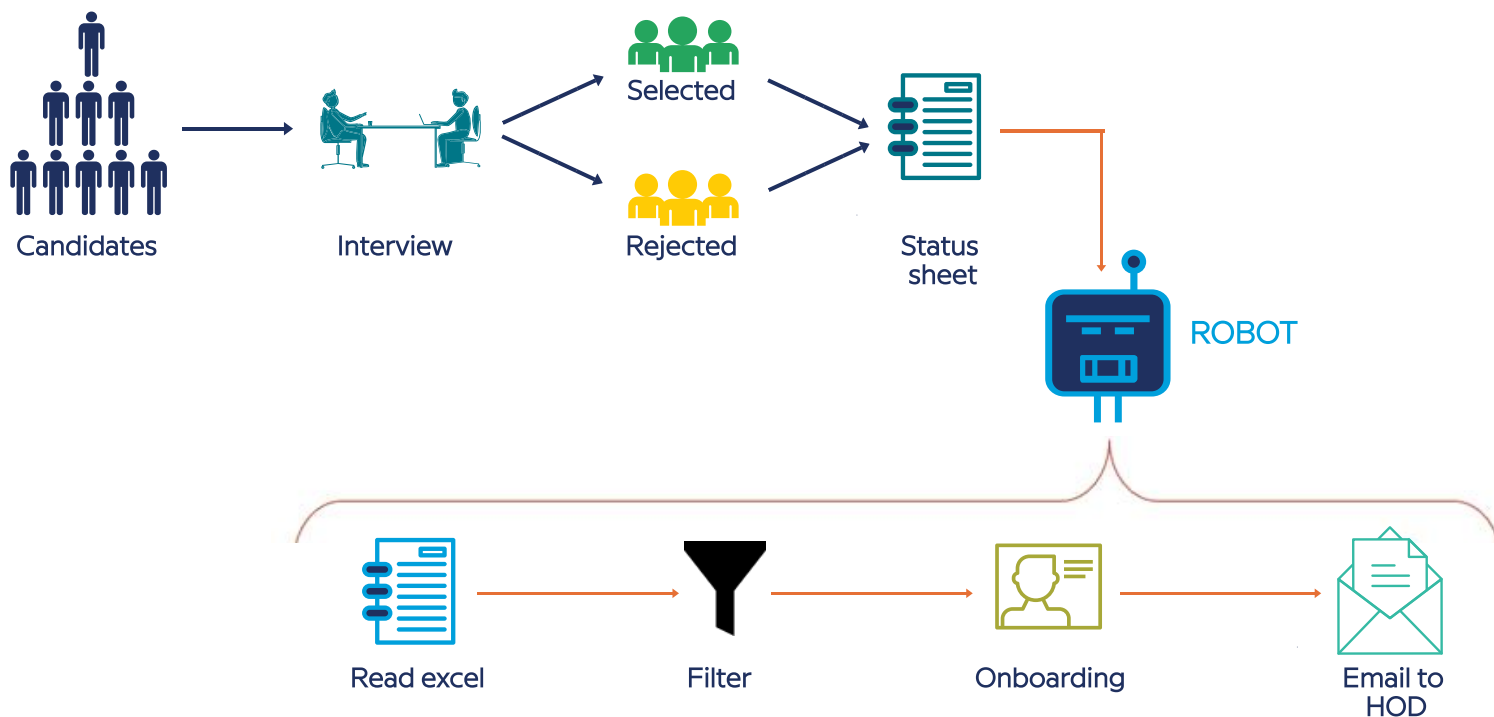 Selected
Candidates
Interview
Rejected
Status
sheet
ROBOT
Read excel
Filter
Onboarding
Email to
HOD